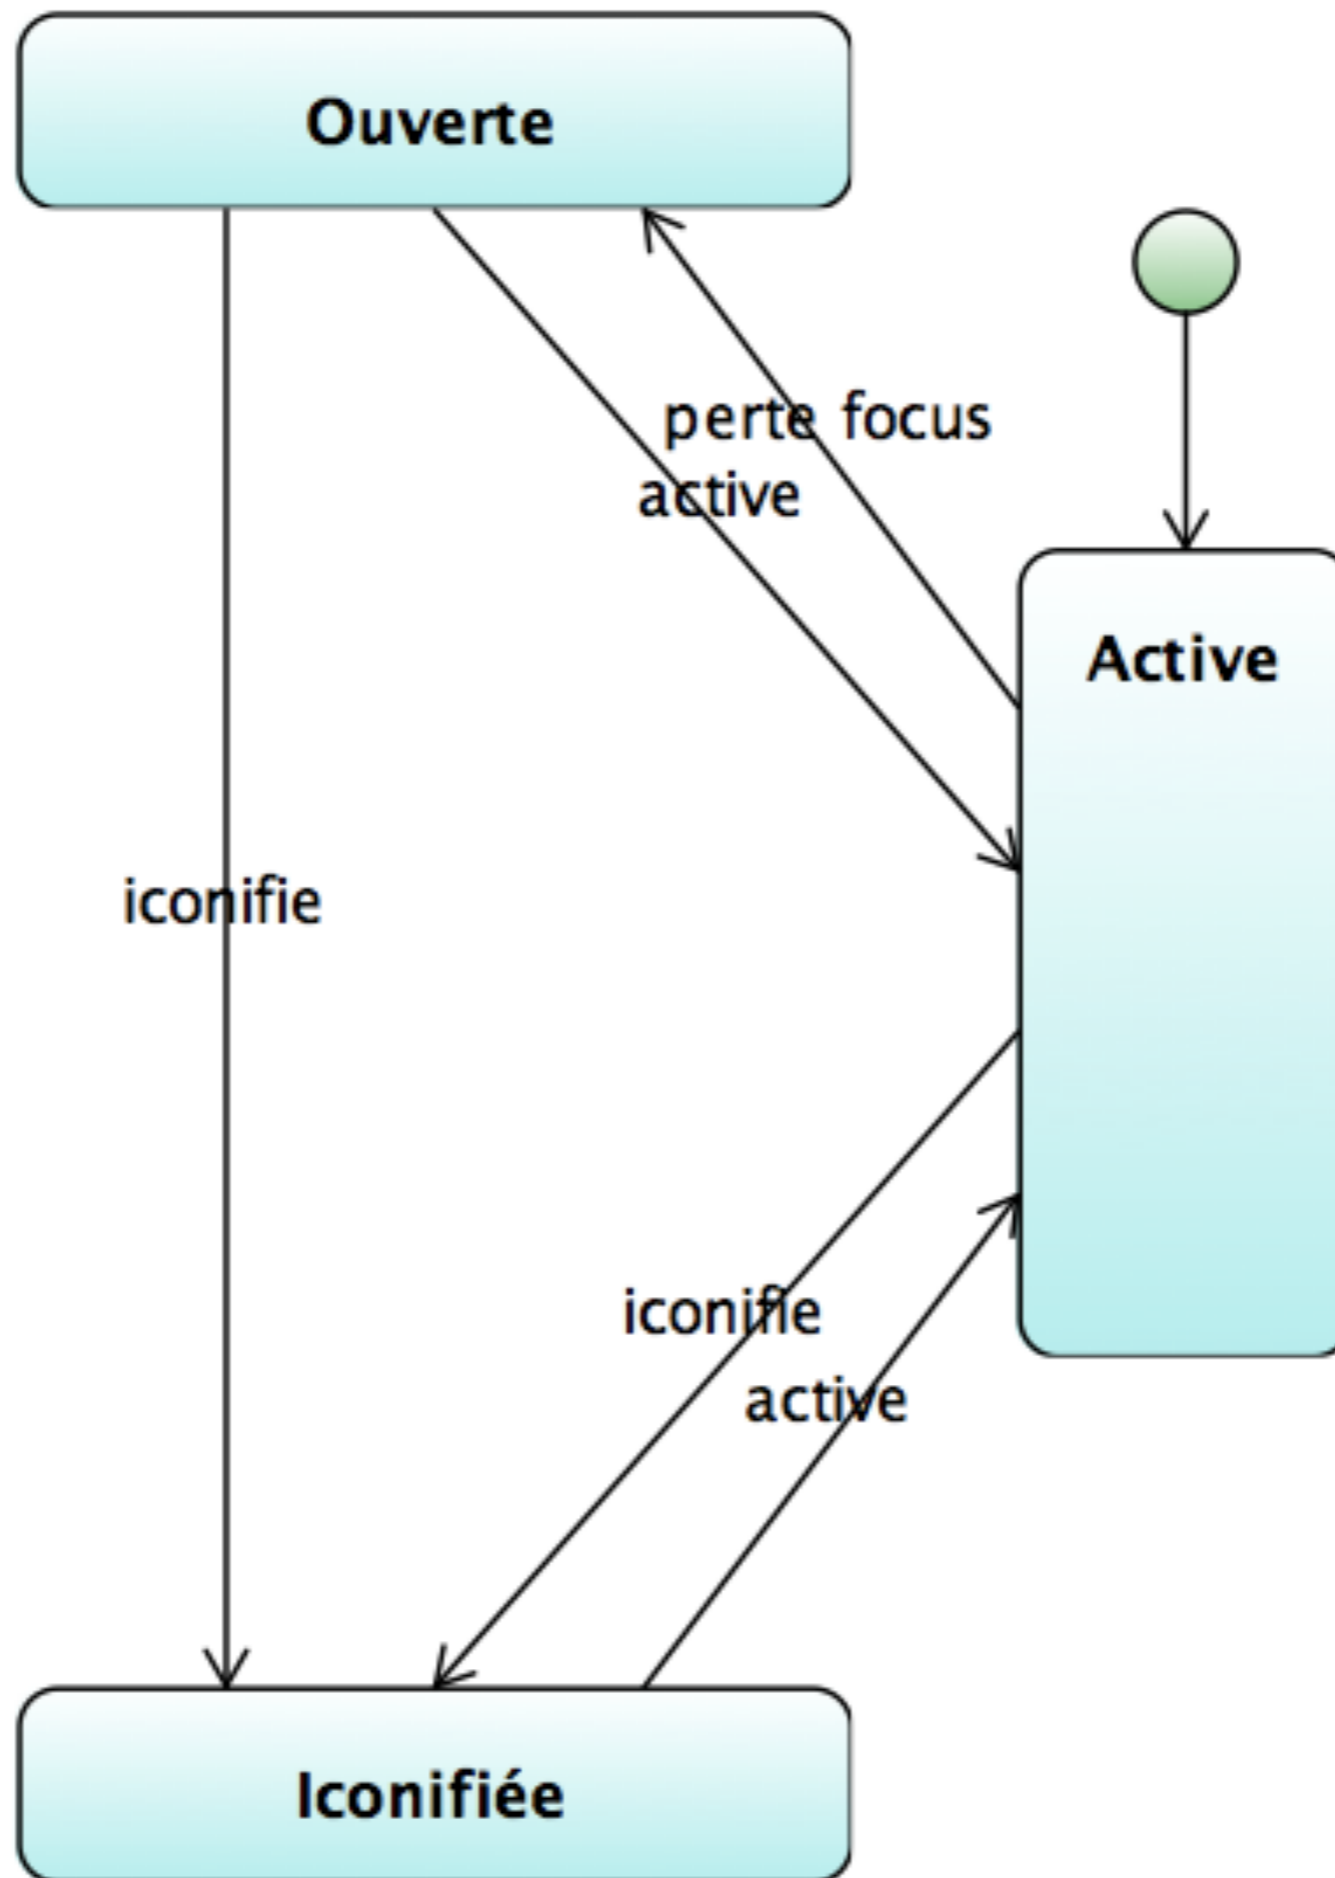 Ouverte
perte focus
active
Active
iconifie
iconifie
active
Iconifiée